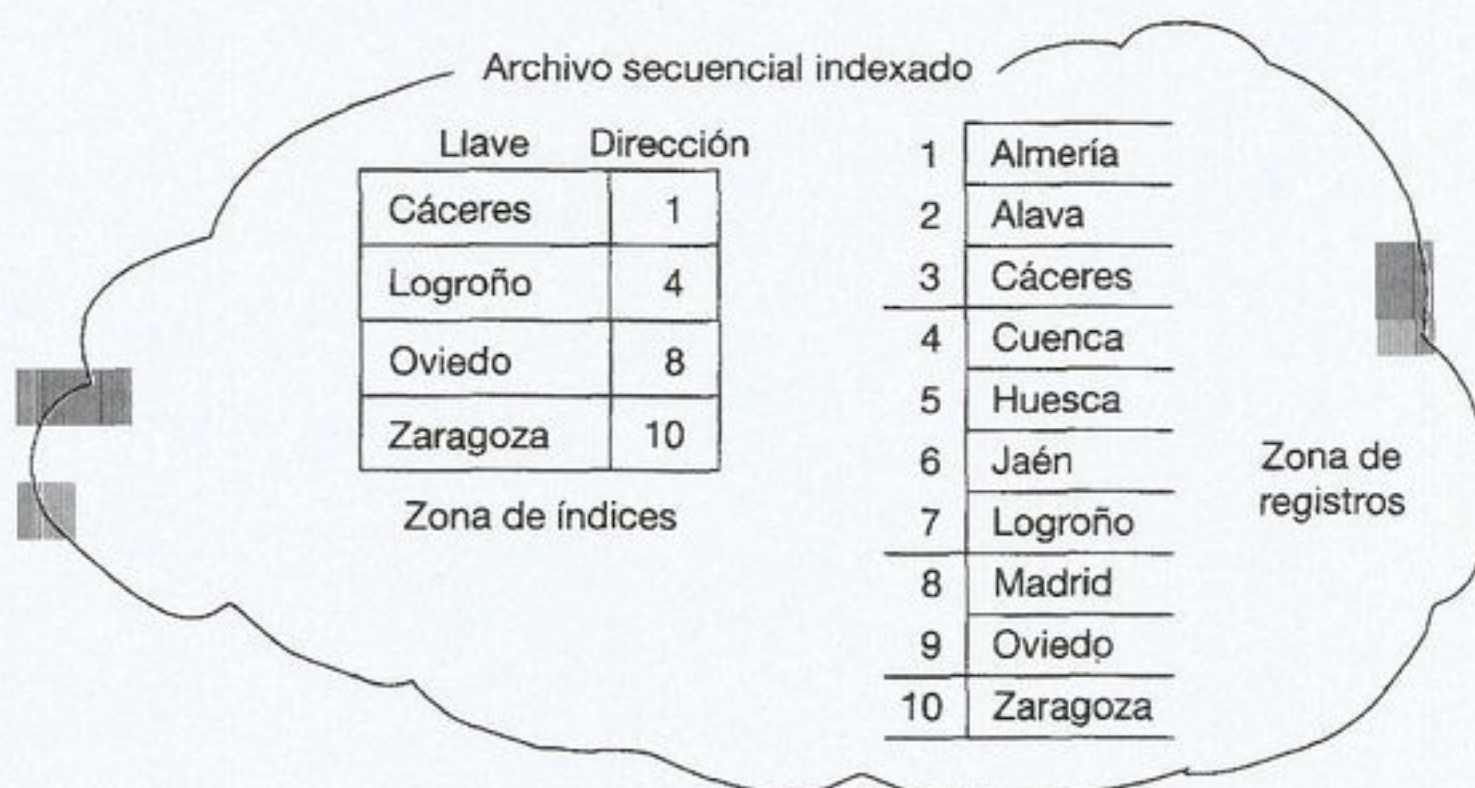 Archivo secuencial indexado
Llave Dirección
Cáceres 1
Logroño 4
Oviedo 8
Zaragoza 10
Zona de índices
1 Almería
2 Alava
3 Cáceres
4 Cuenca
5 Huesca
6 Jaén
7 Logroño
8 Madrid
9 Oviedo
10 Zaragoza
Zona de
registros